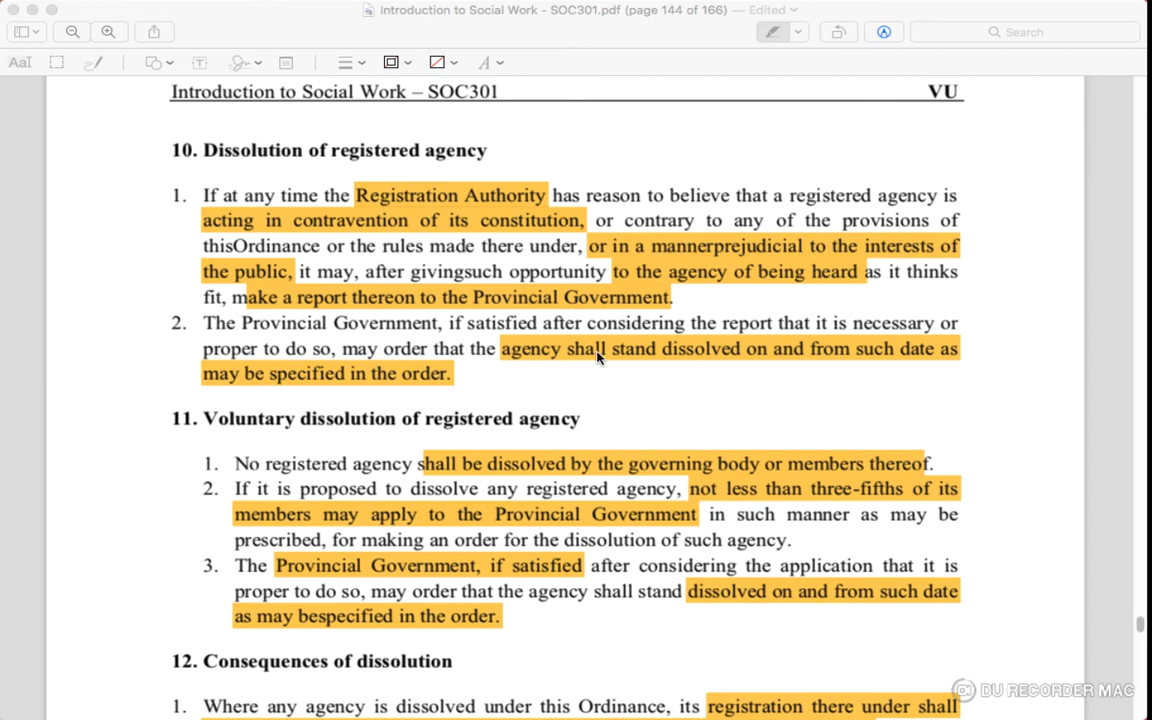 Introduction to Social Work - SOC301.pdf (page 144 of 166) — Edited
Search
AaI
T
A
Introduction to Social Work – SOC301 VU
10. Dissolution of registered agency
1. If at any time the Registration Authority has reason to believe that a registered agency is
acting in contravention of its constitution, or contrary to any of the provisions of
thisOrdinance or the rules made there under, or in a mannerprejudicial to the interests of
the public, it may, after givingsuch opportunity to the agency of being heard as it thinks
fit, make a report thereon to the Provincial Government.
2. The Provincial Government, if satisfied after considering the report that it is necessary or
proper to do so, may order that the agency shall stand dissolved on and from such date as
may be specified in the order.
11. Voluntary dissolution of registered agency
1. No registered agency shall be dissolved by the governing body or members thereof.
2. If it is proposed to dissolve any registered agency, not less than three-fifths of its
members may apply to the Provincial Government in such manner as may be
prescribed, for making an order for the dissolution of such agency.
3. The Provincial Government, if satisfied after considering the application that it is
proper to do so, may order that the agency shall stand dissolved on and from such date
as may bespecified in the order.
12. Consequences of dissolution
1. Where any agency is dissolved under this Ordinance, its registration there under shall
DU RECORDER MAC